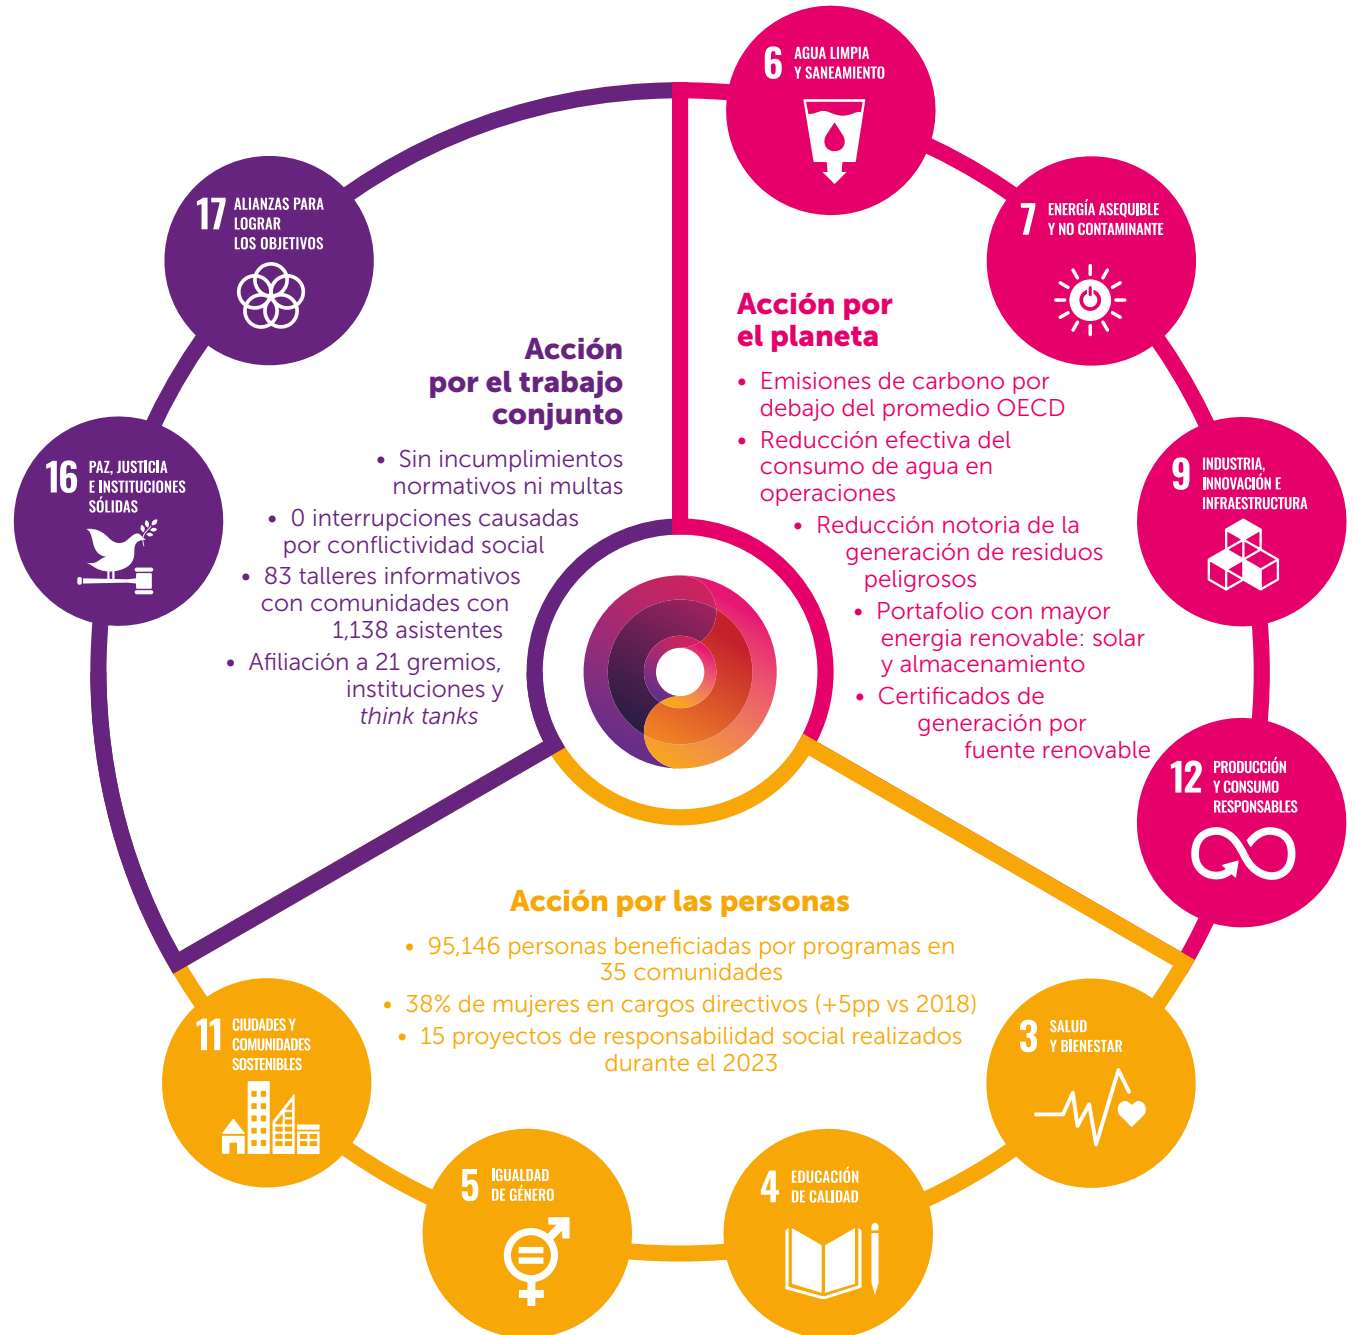 6 AGUA LIMPIA
Y SANEAMIENTO
7 ENERGÍA ASEQUIBLE
Y NO CONTAMINANTE
9 INDUSTRIA,
INNOVACIÓN E
INFRAESTRUCTURA
12 PRODUCCIÓN
Y CONSUMO
RESPONSABLES
Acción por
el planeta
• Emisiones de carbono por
debajo del promedio OECD
• Reducción efectiva del
consumo de agua en
operaciones
• Reducción notoria de la
generación de residuos
peligrosos
• Portafolio con mayor
energia renovable: solar
y almacenamiento
• Certificados de
generación por
fuente renovable
17 ALIANZAS PARA
LOGRAR
LOS OBJETIVOS
16 PAZ, JUSTICIA
E INSTITUCIONES
SÓLIDAS
Acción
por el trabajo
conjunto
• Sin incumplimientos
normativos ni multas
• 0 interrupciones causadas
por conflictividad social
• 83 talleres informativos
con comunidades con
1,138 asistentes
• Afiliación a 21 gremios,
instituciones y
think tanks
Acción por las personas
• 95,146 personas beneficiadas por programas en
35 comunidades
• 38% de mujeres en cargos directivos (+5pp vs 2018)
• 15 proyectos de responsabilidad social realizados
durante el 2023
11 CIUDADES Y
COMUNIDADES
SOSTENIBLES
5 IGUALDAD
DE GÉNERO
4 EDUCACIÓN
DE CALIDAD
3 SALUD
Y BIENESTAR